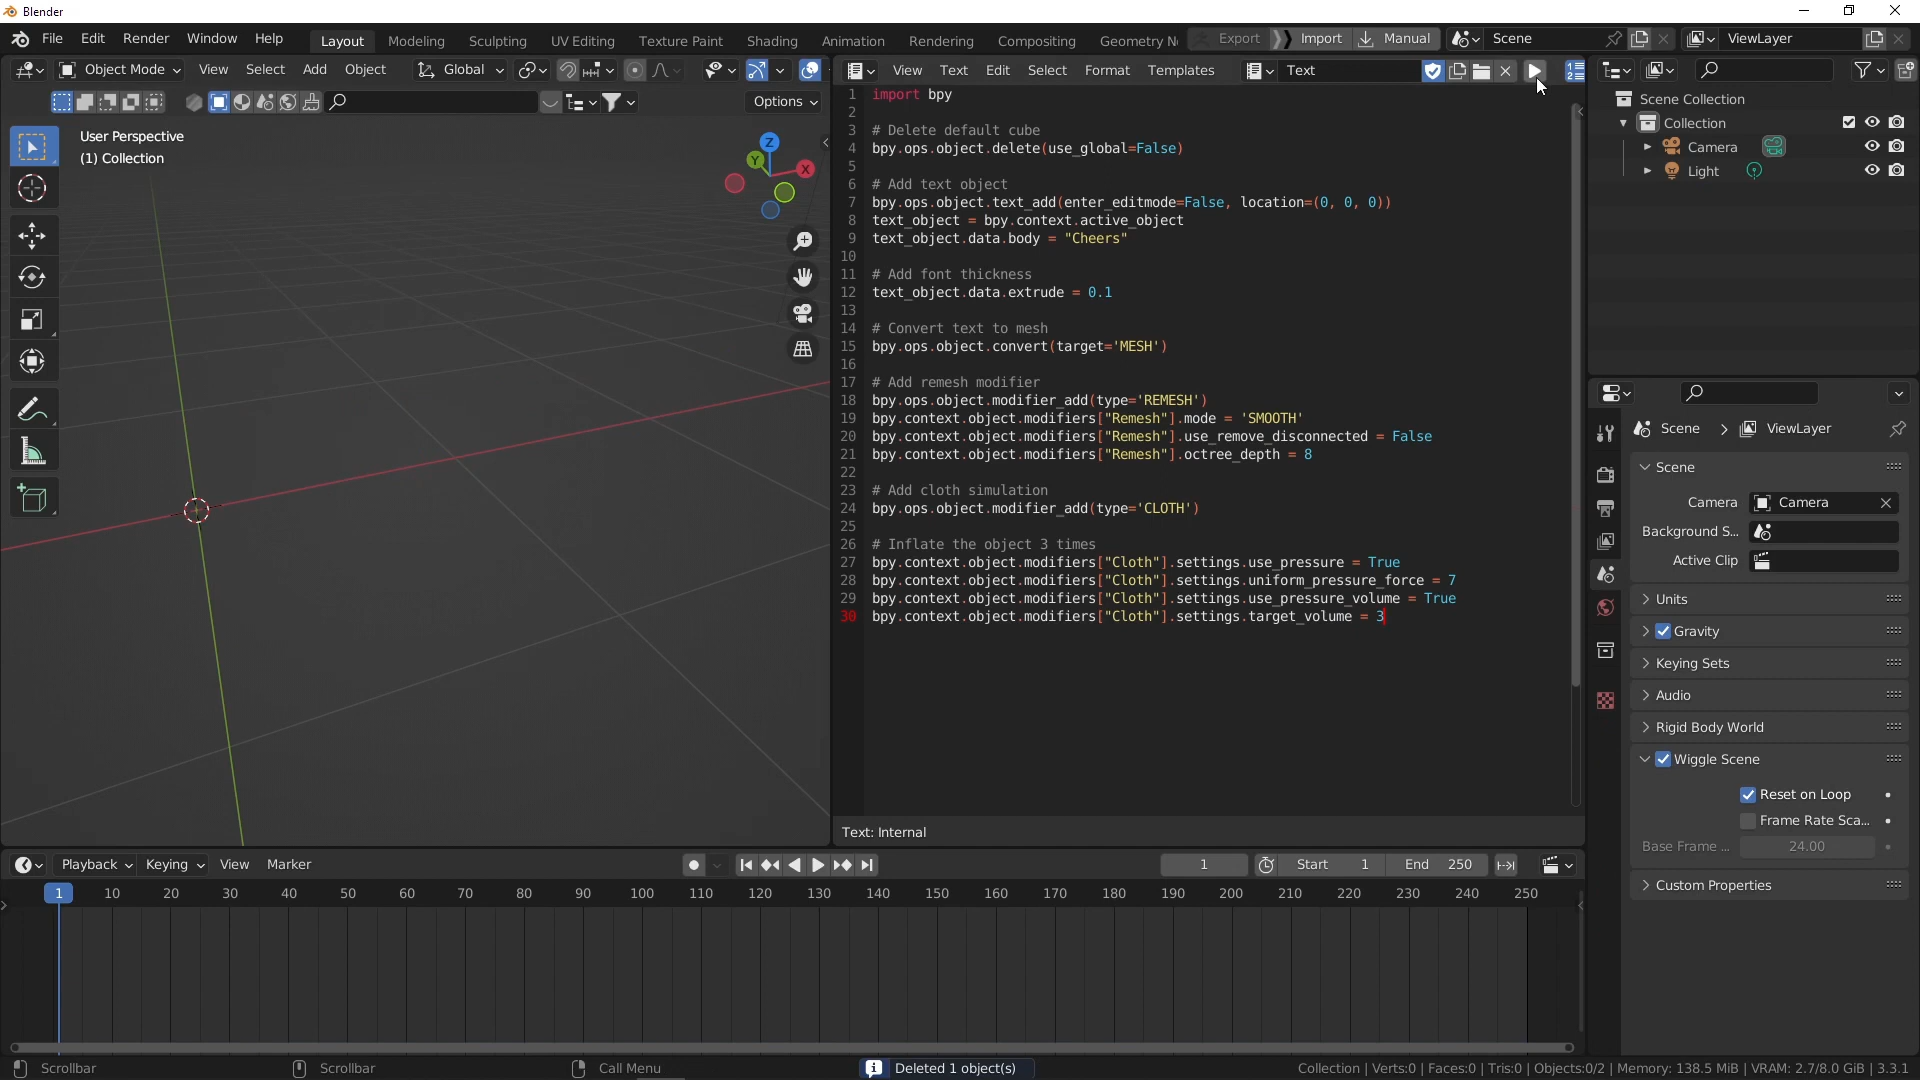 Blender
File Edit Render Window Help Layout Modeling Sculpting UV Editing Texture Paint Shading Animation Rendering Compositing Geometry N Export Import Manual Scene ViewLayer
Object Mode View Select Add Object Global
View Text Edit Select Format Templates Text
Options
User Perspective
(1) Collection
Z
Y
X
1 import bpy
2
3 # Delete default cube
4 bpy.ops.object.delete(use_global=False)
5
6 # Add text object
7 bpy.ops.object.text_add(enter_editmode=False, location=(0, 0, 0))
8 text_object = bpy.context.active_object
9 text_object.data.body = "Cheers"
10
11 # Add font thickness
12 text_object.data.extrude = 0.1
13
14 # Convert text to mesh
15 bpy.ops.object.convert(target='MESH')
16
17 # Add remesh modifier
18 bpy.ops.object.modifier_add(type='REMESH')
19 bpy.context.object.modifiers["Remesh"].mode = 'SMOOTH'
20 bpy.context.object.modifiers["Remesh"].use_remove_disconnected = False
21 bpy.context.object.modifiers["Remesh"].octree_depth = 8
22
23 # Add cloth simulation
24 bpy.ops.object.modifier_add(type='CLOTH')
25
26 # Inflate the object 3 times
27 bpy.context.object.modifiers["Cloth"].settings.use_pressure = True
28 bpy.context.object.modifiers["Cloth"].settings.uniform_pressure_force = 7
29 bpy.context.object.modifiers["Cloth"].settings.use_pressure_volume = True
30 bpy.context.object.modifiers["Cloth"].settings.target_volume = 3
Text: Internal
Scene Collection
Collection
Camera
Light
Scene > ViewLayer
Scene
Camera Camera
Background S...
Active Clip
Units
Gravity
Keying Sets
Audio
Rigid Body World
Wiggle Scene
Reset on Loop
Frame Rate Sca...
Base Frame ... 24.00
Custom Properties
Playback Keying View Marker 1 Start 1 End 250
1 10 20 30 40 50 60 70 80 90 100 110 120 130 140 150 160 170 180 190 200 210 220 230 240 250
Scrollbar Scrollbar Call Menu Deleted 1 object(s) Collection | Verts:0 | Faces:0 | Tris:0 | Objects:0/2 | Memory: 138.5 MiB | VRAM: 2.7/8.0 GiB | 3.3.1